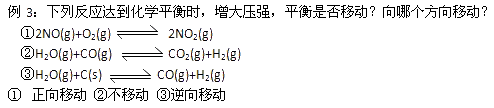 例 3：下列反应达到化学平衡时，增大压强，平衡是否移动？向哪个方向移动？
①2NO(g)+O₂(g) ⇌ 2NO₂(g)
②H₂O(g)+CO(g) ⇌ CO₂(g)+H₂(g)
③H₂O(g)+C(s) ⇌ CO(g)+H₂(g)
① 正向移动 ②不移动 ③逆向移动